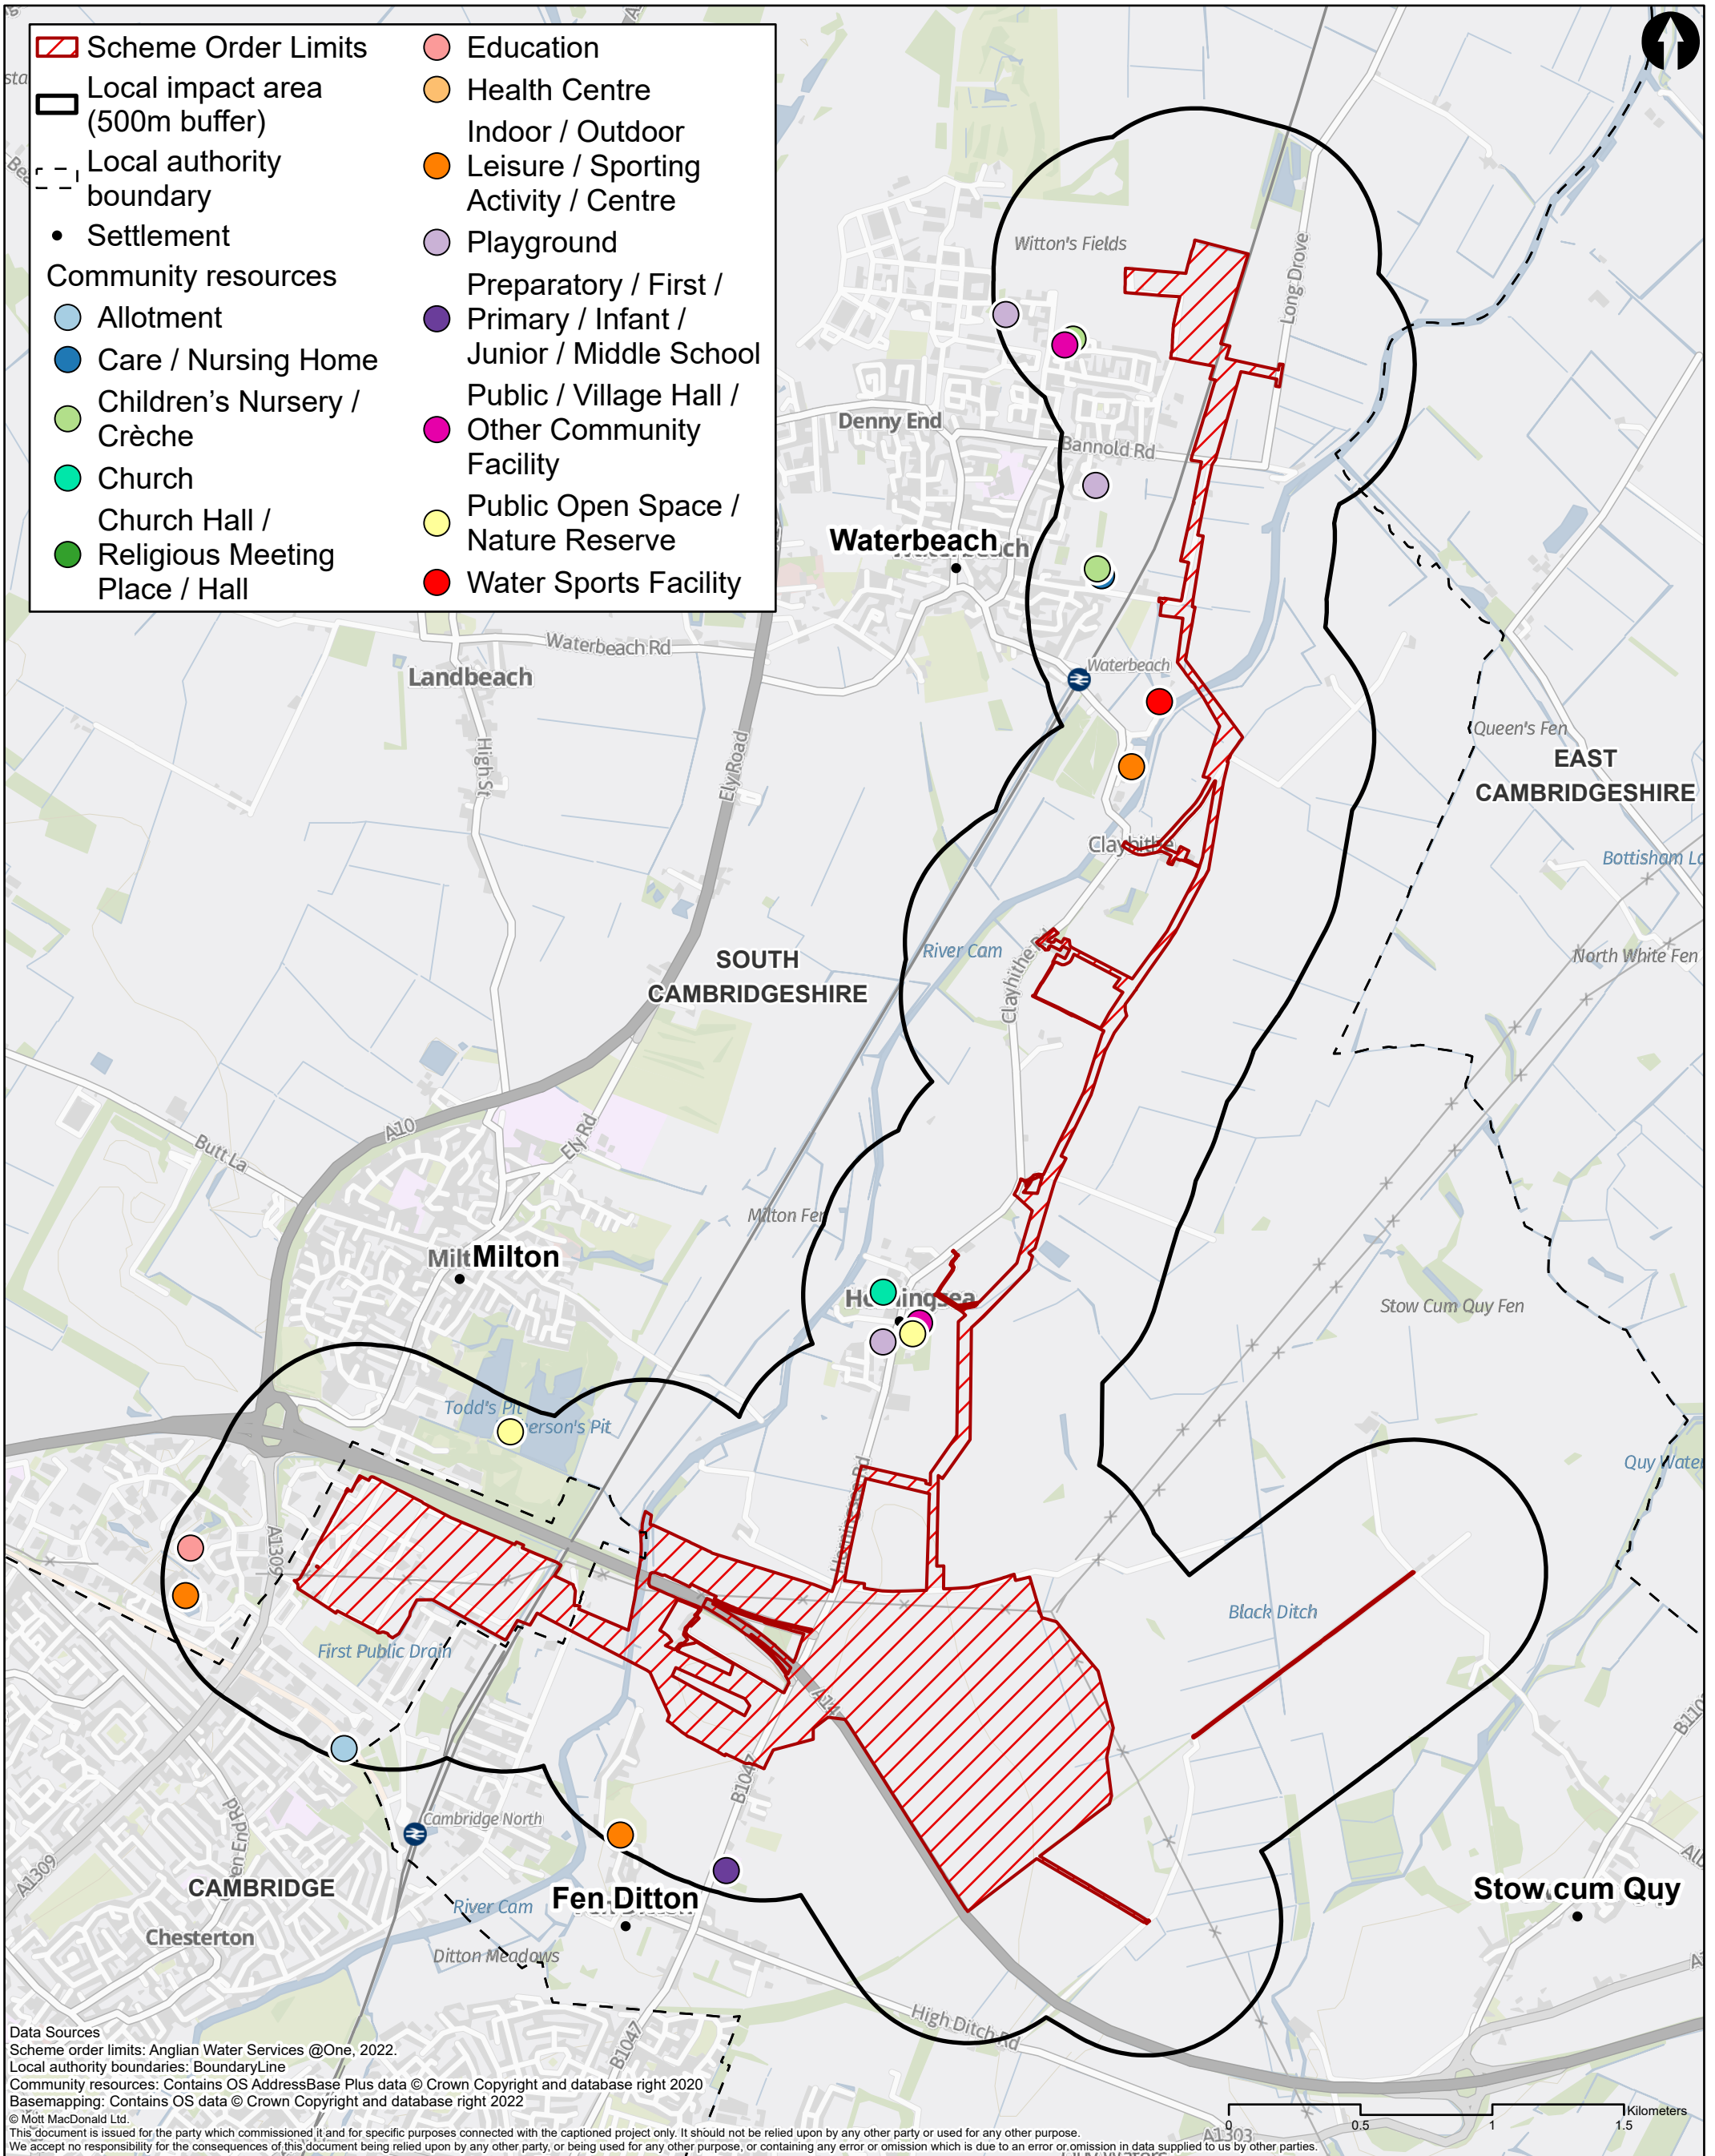 Scheme Order Limits
Local impact area
(500m buffer)
Local authority
boundary
Settlement
Community resources
Allotment
Care / Nursing Home
Children’s Nursery /
Crèche
Church
Church Hall /
Religious Meeting
Place / Hall
Education
Health Centre
Indoor / Outdoor
Leisure / Sporting
Activity / Centre
Playground
Preparatory / First /
Primary / Infant /
Junior / Middle School
Public / Village Hall /
Other Community
Facility
Public Open Space /
Nature Reserve
Water Sports Facility
Witton's Fields
Long Drove
Denny End
Bannold Rd
Waterbeach
Waterbeach Rd
Landbeach
Waterbeach
High St
Ely Road
Queen's Fen
EAST
CAMBRIDGESHIRE
Clayhithe
Bottisham
River Cam
Clayhithe Rd
North White Fen
SOUTH
CAMBRIDGESHIRE
A10
Ely Rd
Butt La
Milton Fen
Milton
Horningsea
Stow Cum Quy Fen
Todd's Pit
Quy Water
Horningsea Rd
A1309
Black Ditch
First Public Drain
A14
B1047
Cambridge North
A1309
CAMBRIDGE
River Cam
Fen Ditton
Stow cum Quy
Chesterton
Ditton Meadows
High Ditch Rd
B1047
A1303
Data Sources
Scheme order limits: Anglian Water Services @One, 2022.
Local authority boundaries: BoundaryLine
Community resources: Contains OS AddressBase Plus data © Crown Copyright and database right 2020
Basemapping: Contains OS data © Crown Copyright and database right 2022
© Mott MacDonald Ltd.
This document is issued for the party which commissioned it and for specific purposes connected with the captioned project only. It should not be relied upon by any other party or used for any other purpose.
We accept no responsibility for the consequences of this document being relied upon by any other party, or being used for any other purpose, or containing any error or omission which is due to an error or omission in data supplied to us by other parties.
Kilometers
0 0.5 1 1.5